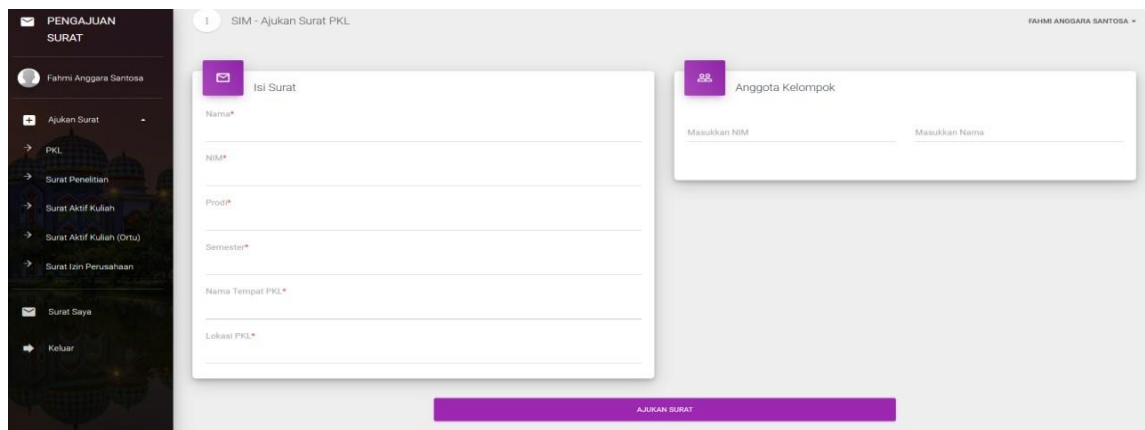 PENGAJUAN
SURAT
Fahmi Anggara Santosa
Ajukan Surat
PKL
Surat Penelitian
Surat Aktif Kuliah
Surat Aktif Kuliah (Ortu)
Surat Izin Perusahaan
Surat Saya
Keluar
SIM - Ajukan Surat PKL
FAHMI ANGGARA SANTOSA
Isi Surat
Nama*
NIM*
Prodi*
Semester*
Nama Tempat PKL*
Lokasi PKL*
Anggota Kelompok
Masukkan NIM Masukkan Nama
AJUKAN SURAT